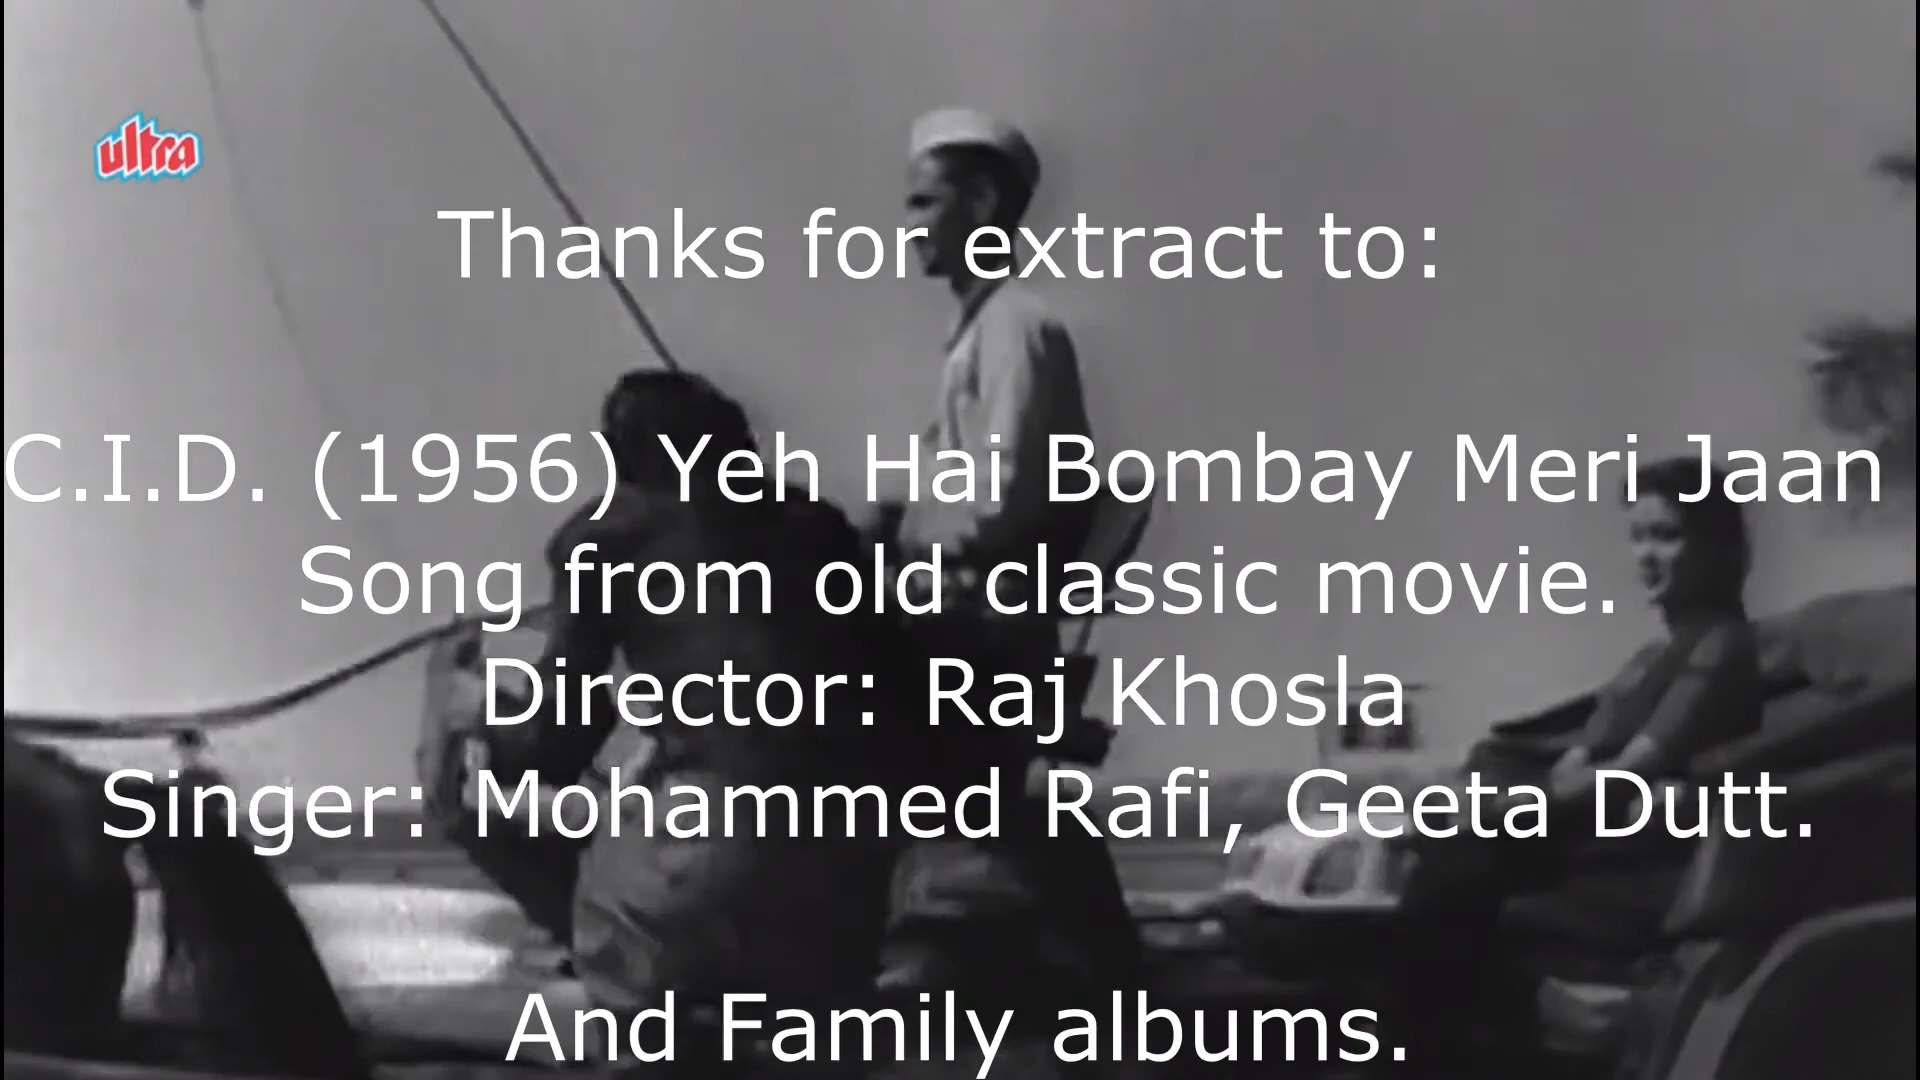 ultra
Thanks for extract to:
C.I.D. (1956) Yeh Hai Bombay Meri Jaan
Song from old classic movie.
Director: Raj Khosla
Singer: Mohammed Rafi, Geeta Dutt.
And Family albums.